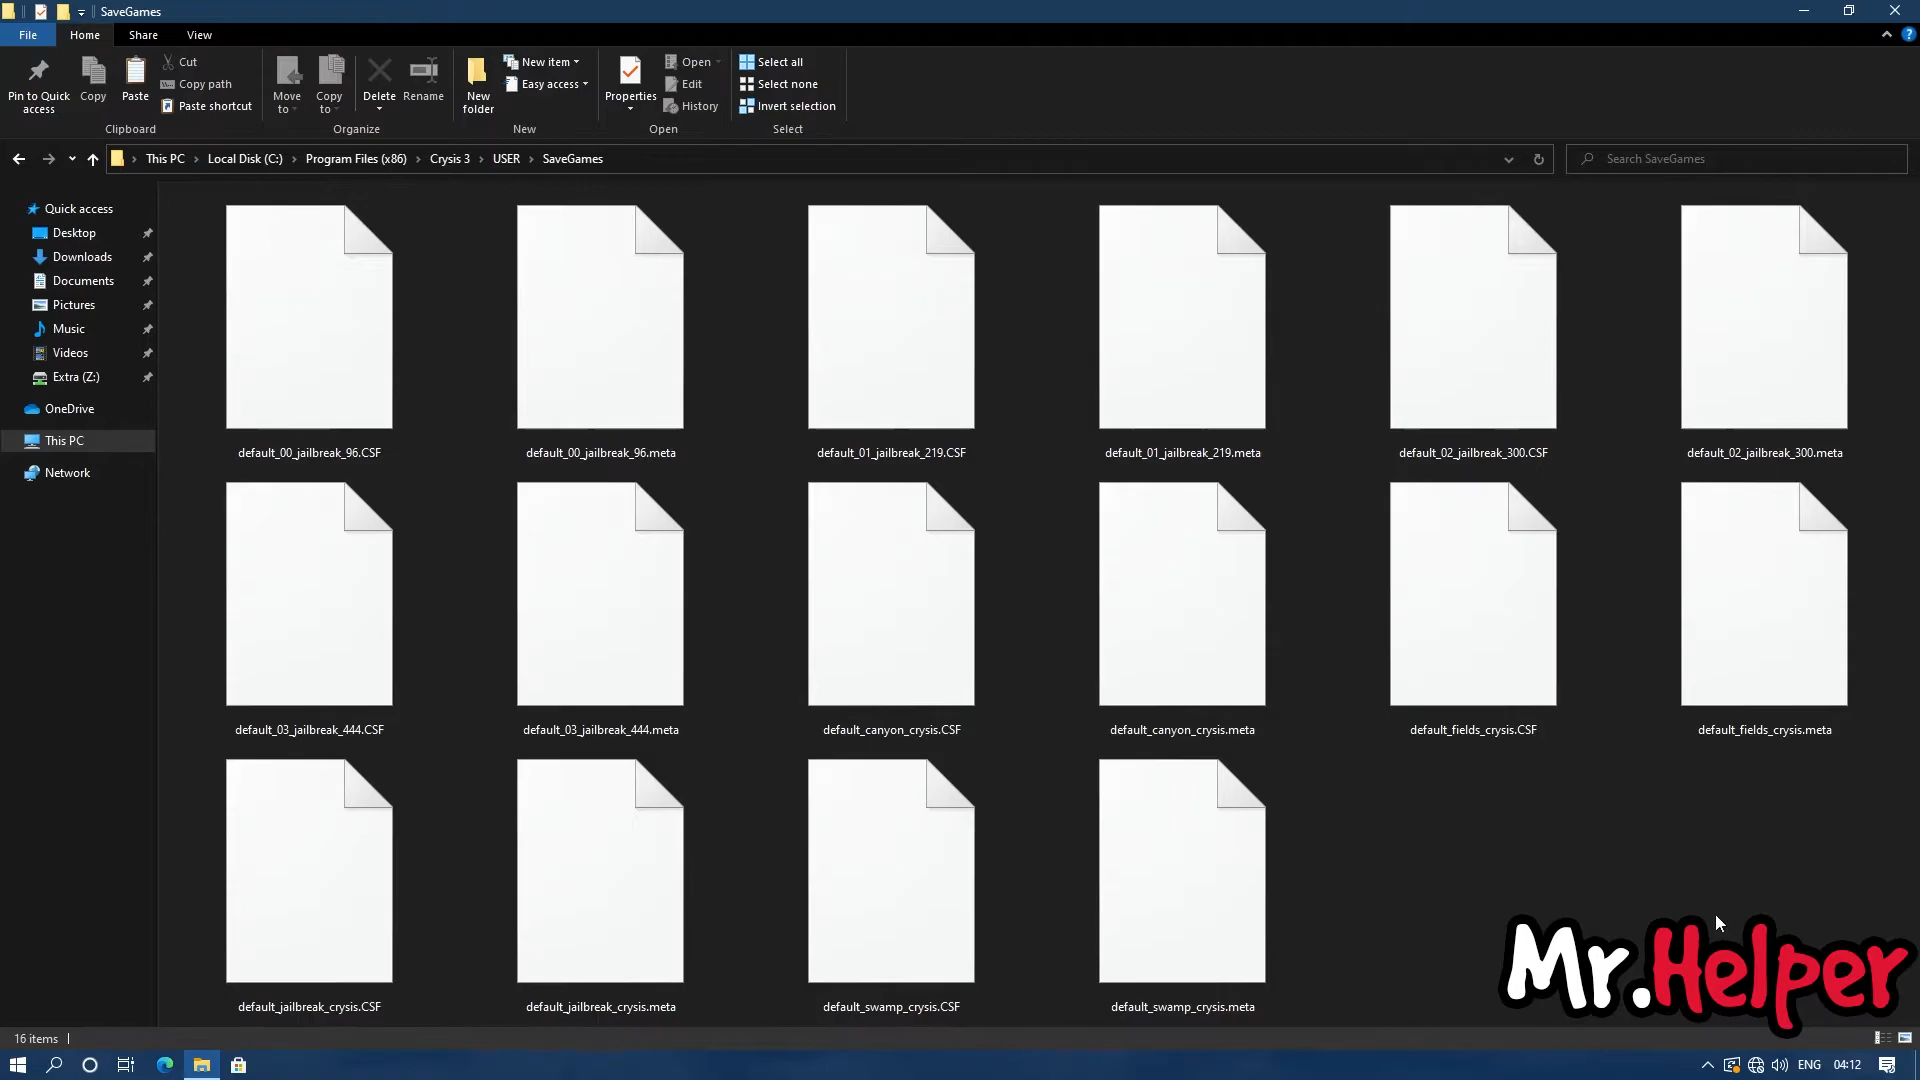 SaveGames
File Home Share View
Pin to Quick access
Copy
Paste
Cut
Copy path
Paste shortcut
Clipboard
Move to
Copy to
Delete
Rename
Organize
New folder
New item
Easy access
New
Properties
Open
Edit
History
Open
Select all
Select none
Invert selection
Select
This PC > Local Disk (C:) > Program Files (x86) > Crysis 3 > USER > SaveGames
Search SaveGames
Quick access
Desktop
Downloads
Documents
Pictures
Music
Videos
Extra (Z:)
OneDrive
This PC
Network
default_00_jailbreak_96.CSF
default_00_jailbreak_96.meta
default_01_jailbreak_219.CSF
default_01_jailbreak_219.meta
default_02_jailbreak_300.CSF
default_02_jailbreak_300.meta
default_03_jailbreak_444.CSF
default_03_jailbreak_444.meta
default_canyon_crysis.CSF
default_canyon_crysis.meta
default_fields_crysis.CSF
default_fields_crysis.meta
default_jailbreak_crysis.CSF
default_jailbreak_crysis.meta
default_swamp_crysis.CSF
default_swamp_crysis.meta
Mr.Helper
16 items
ENG 04:12